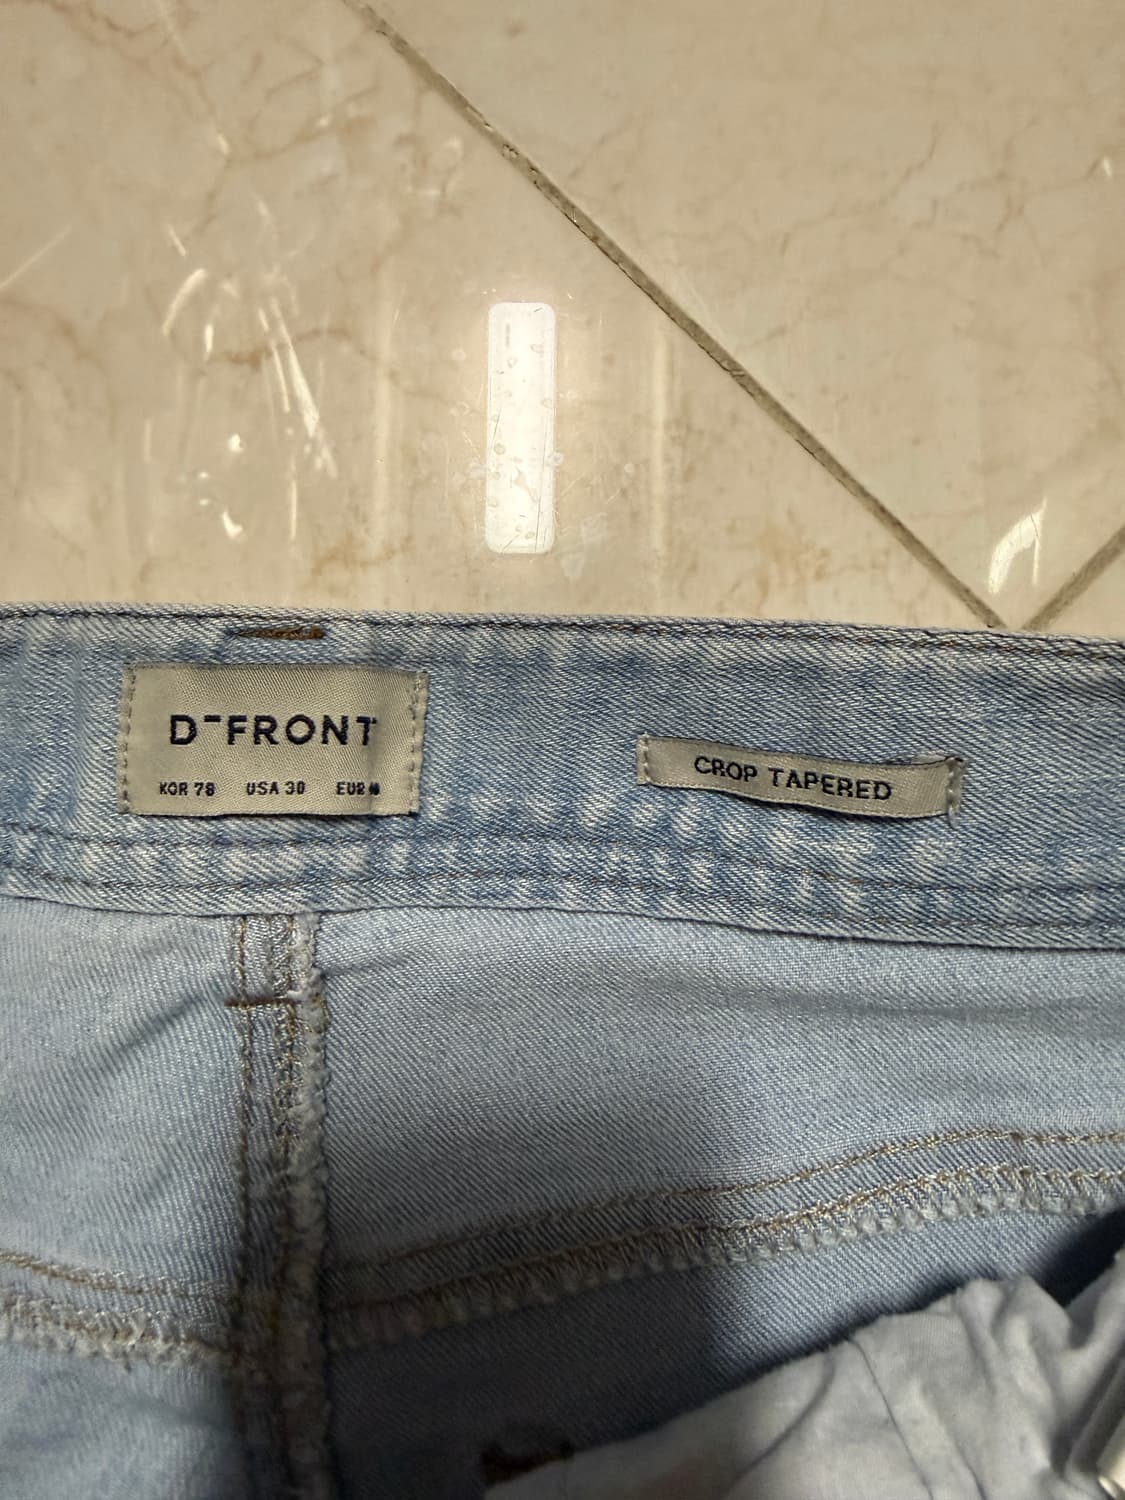 D-FRONT
KOR 78 USA 30 EUR
CROP TAPERED